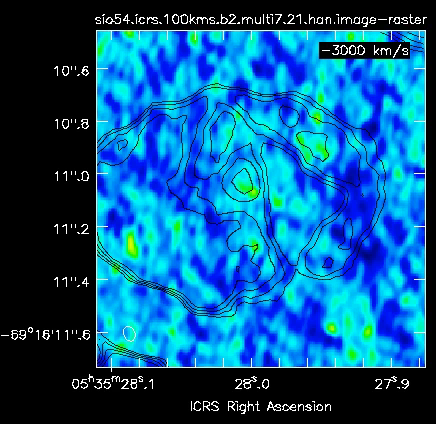 sio54.icrs.100kms.b2.multi7.21.han.image-raster
-3000 km/s
10".6
10".8
11".0
11".2
11".4
-69°16'11".6
05ʰ35ᵐ28ˢ.1
28ˢ.0
27ˢ.9
ICRS Right Ascension